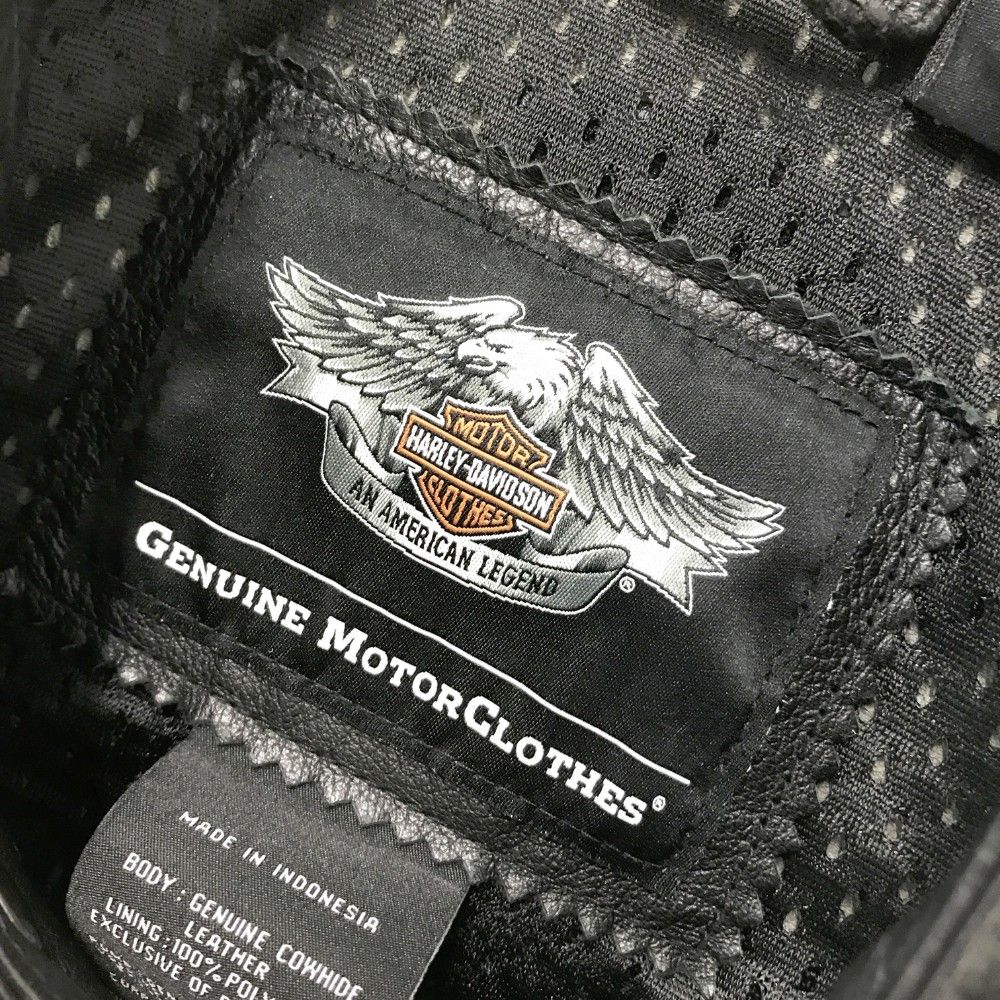 MOTOR
HARLEY-DAVIDSON
CLOTHES
AN AMERICAN LEGEND ®
GENUINE MOTORCLOTHES®
MADE IN INDONESIA
BODY : GENUINE COWHIDE
LEATHER
LINING:100% POLY
EXCLUSIVE OF